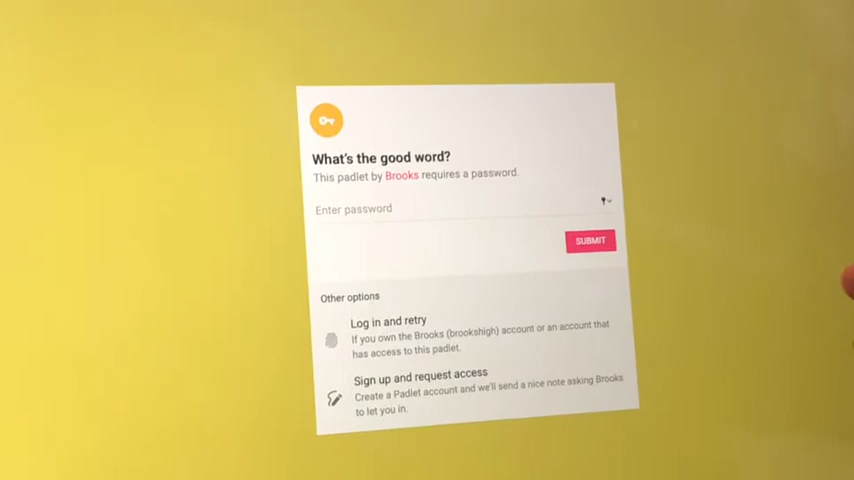 What's the good word?
This padlet by Brooks requires a password.
Enter password
SUBMIT
Other options
Log in and retry
If you own the Brooks (brookshigh) account or an account that
has access to this padlet.
Sign up and request access
Create a Padlet account and we'll send a nice note asking Brooks
to let you in.